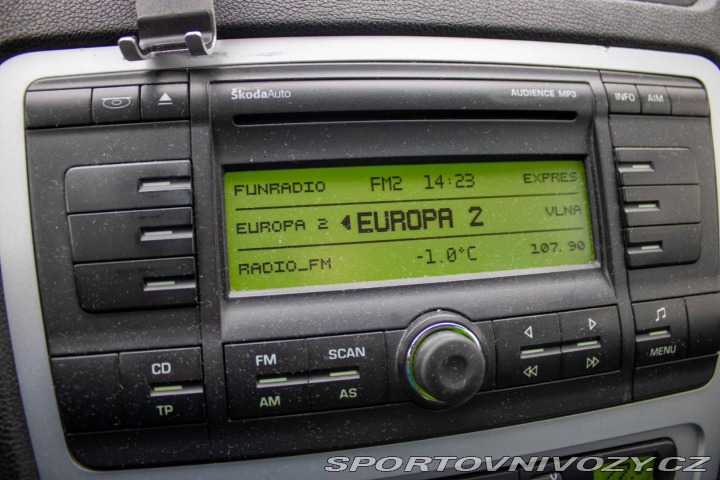 ŠkodaAuto
AUDIENCE MP3
INFO AIM
FUNRADIO FM2 14:23 EXPRES
EUROPA 2 EUROPA 2 VLNA
RADIO_FM -1.0°C 107.90
CD
TP
FM SCAN
AM AS
MENU
SPORTOVNIVOZY.CZ